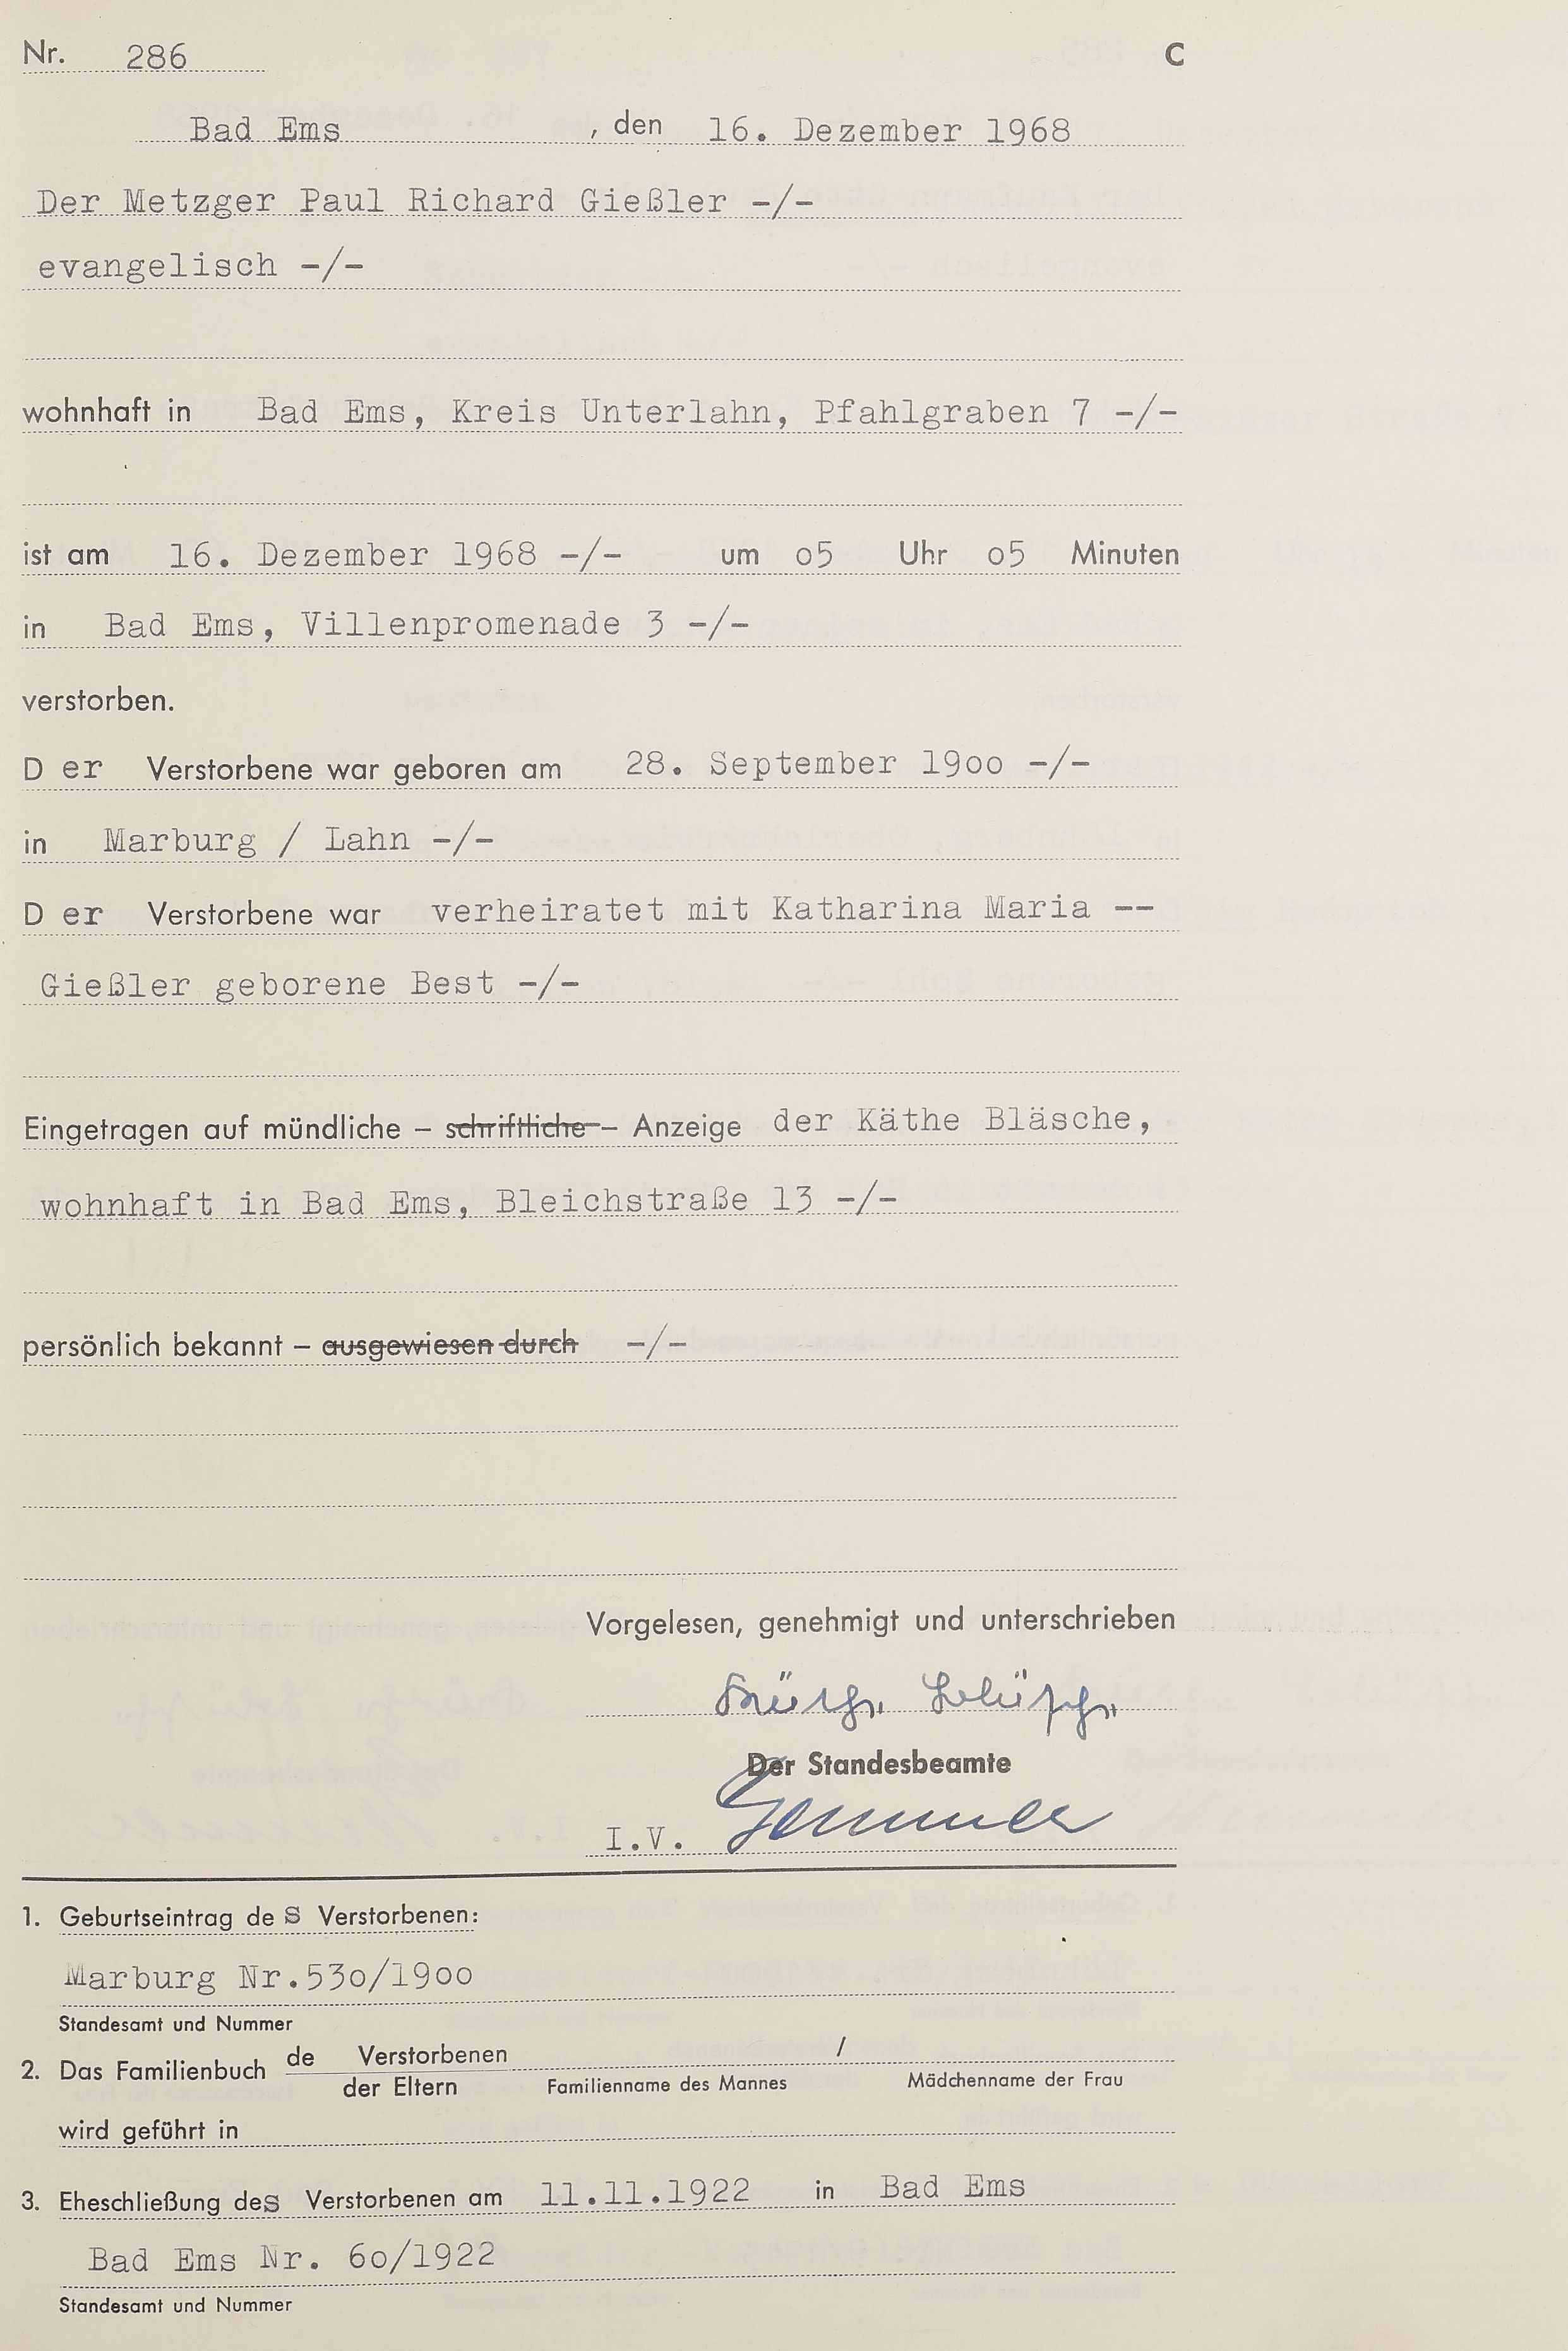 Nr. 286 C
Bad Ems , den 16. Dezember 1968
Der Metzger Paul Richard Gießler -/-
evangelisch -/-
wohnhaft in Bad Ems, Kreis Unterlahn, Pfahlgraben 7 -/-
ist am 16. Dezember 1968 -/- um o5 Uhr o5 Minuten
in Bad Ems, Villenpromenade 3 -/-
verstorben.
D er Verstorbene war geboren am 28. September 19oo -/-
in Marburg / Lahn -/-
D er Verstorbene war verheiratet mit Katharina Maria --
Gießler geborene Best -/-
Eingetragen auf mündliche – schriftliche – Anzeige der Käthe Bläsche,
wohnhaft in Bad Ems, Bleichstraße 13 -/-
persönlich bekannt – ausgewiesen durch -/-
Vorgelesen, genehmigt und unterschrieben
Der Standesbeamte
I.V.
1. Geburtseintrag de s Verstorbenen:
Marburg Nr.53o/19oo
Standesamt und Nummer
2. Das Familienbuch de Verstorbenen /
der Eltern Familienname des Mannes Mädchenname der Frau
wird geführt in
3. Eheschließung des Verstorbenen am 11.11.1922 in Bad Ems
Bad Ems Nr. 6o/1922
Standesamt und Nummer